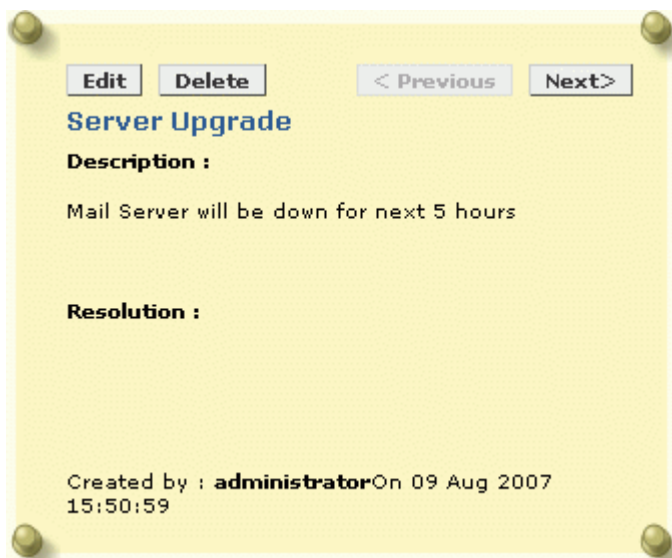 Edit Delete < Previous Next>
Server Upgrade
Description :
Mail Server will be down for next 5 hours
Resolution :
Created by : administratorOn 09 Aug 2007
15:50:59